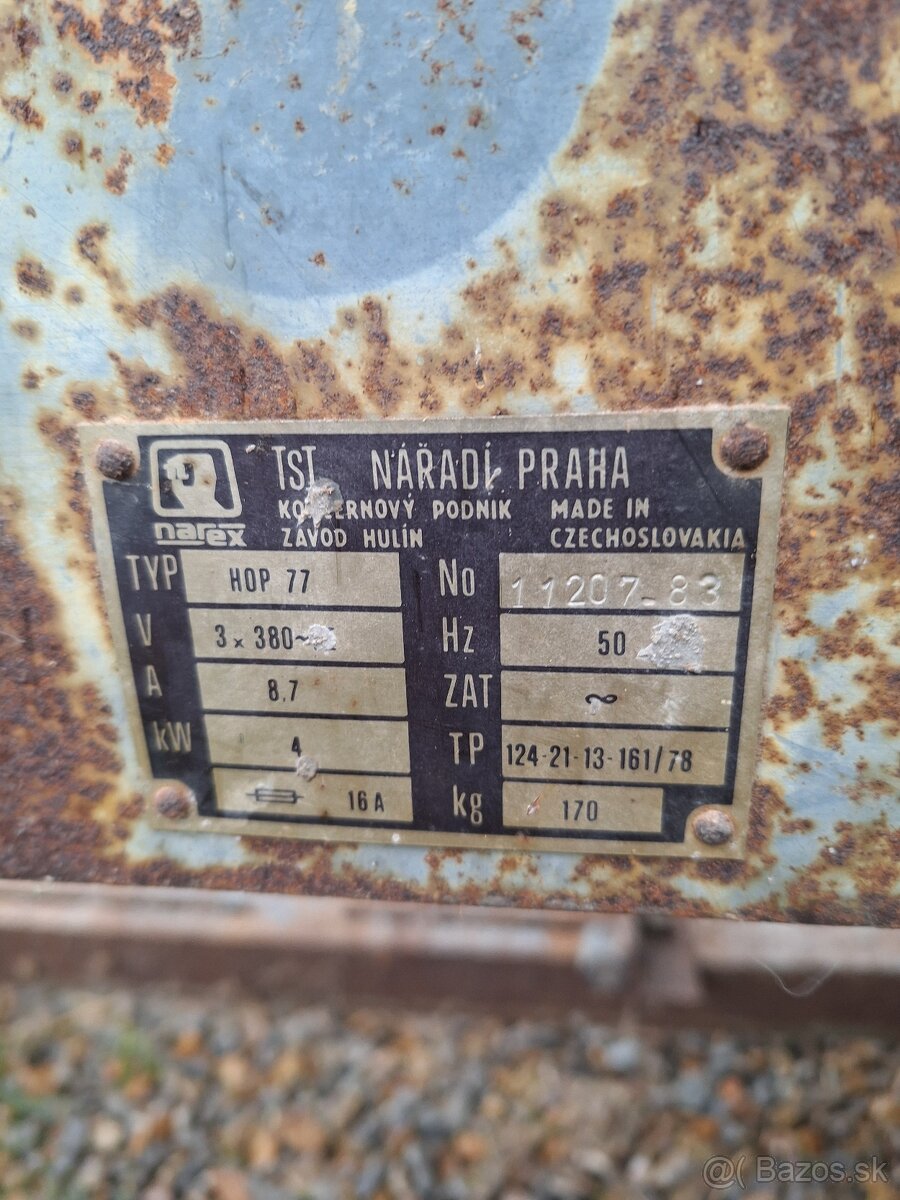 TST NÁŘADÍ PRAHA
KONCERNOVÝ PODNIK MADE IN
narex ZÁVOD HULÍN CZECHOSLOVAKIA
TYP HOP 77 No 11207-83
V 3 x 380~ Hz 50
A 8,7 ZAT ~
kW 4 TP 124-21-13-161/78
16 A kg 170
@( Bazos.sk